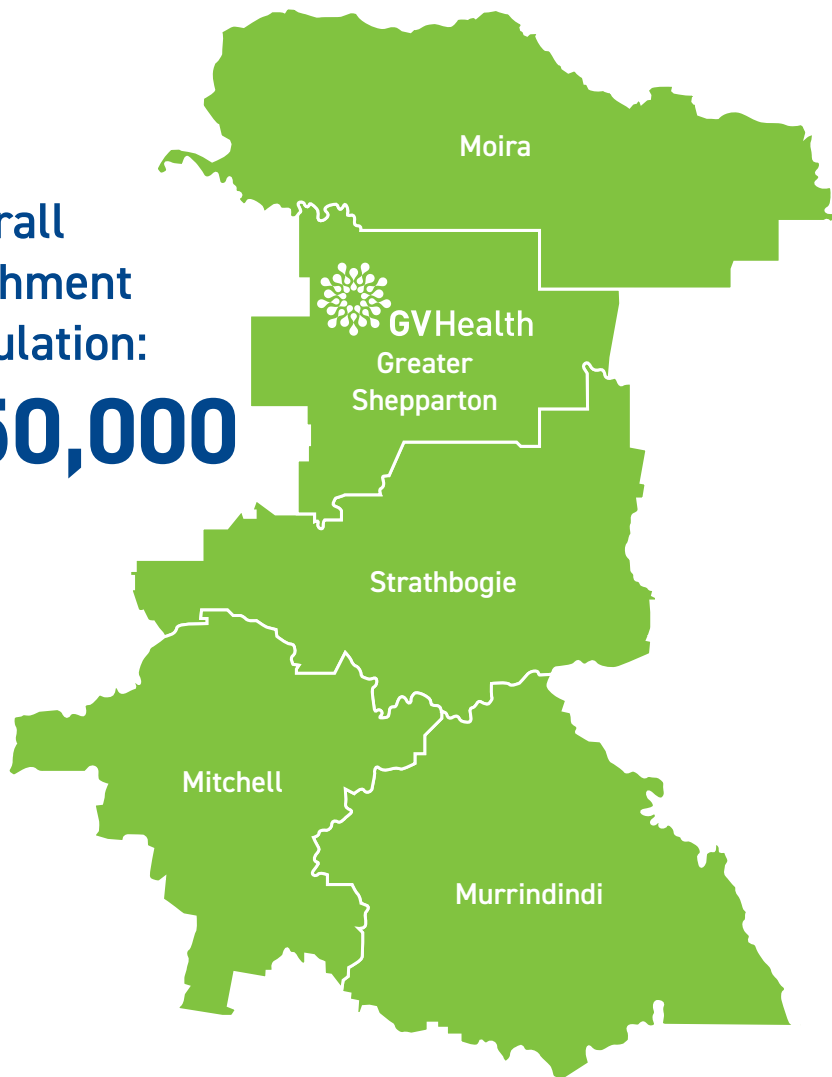 Moira
rall
hment
ulation:
50,000
GVHealth
Greater
Shepparton
Strathbogie
Mitchell
Murrindindi